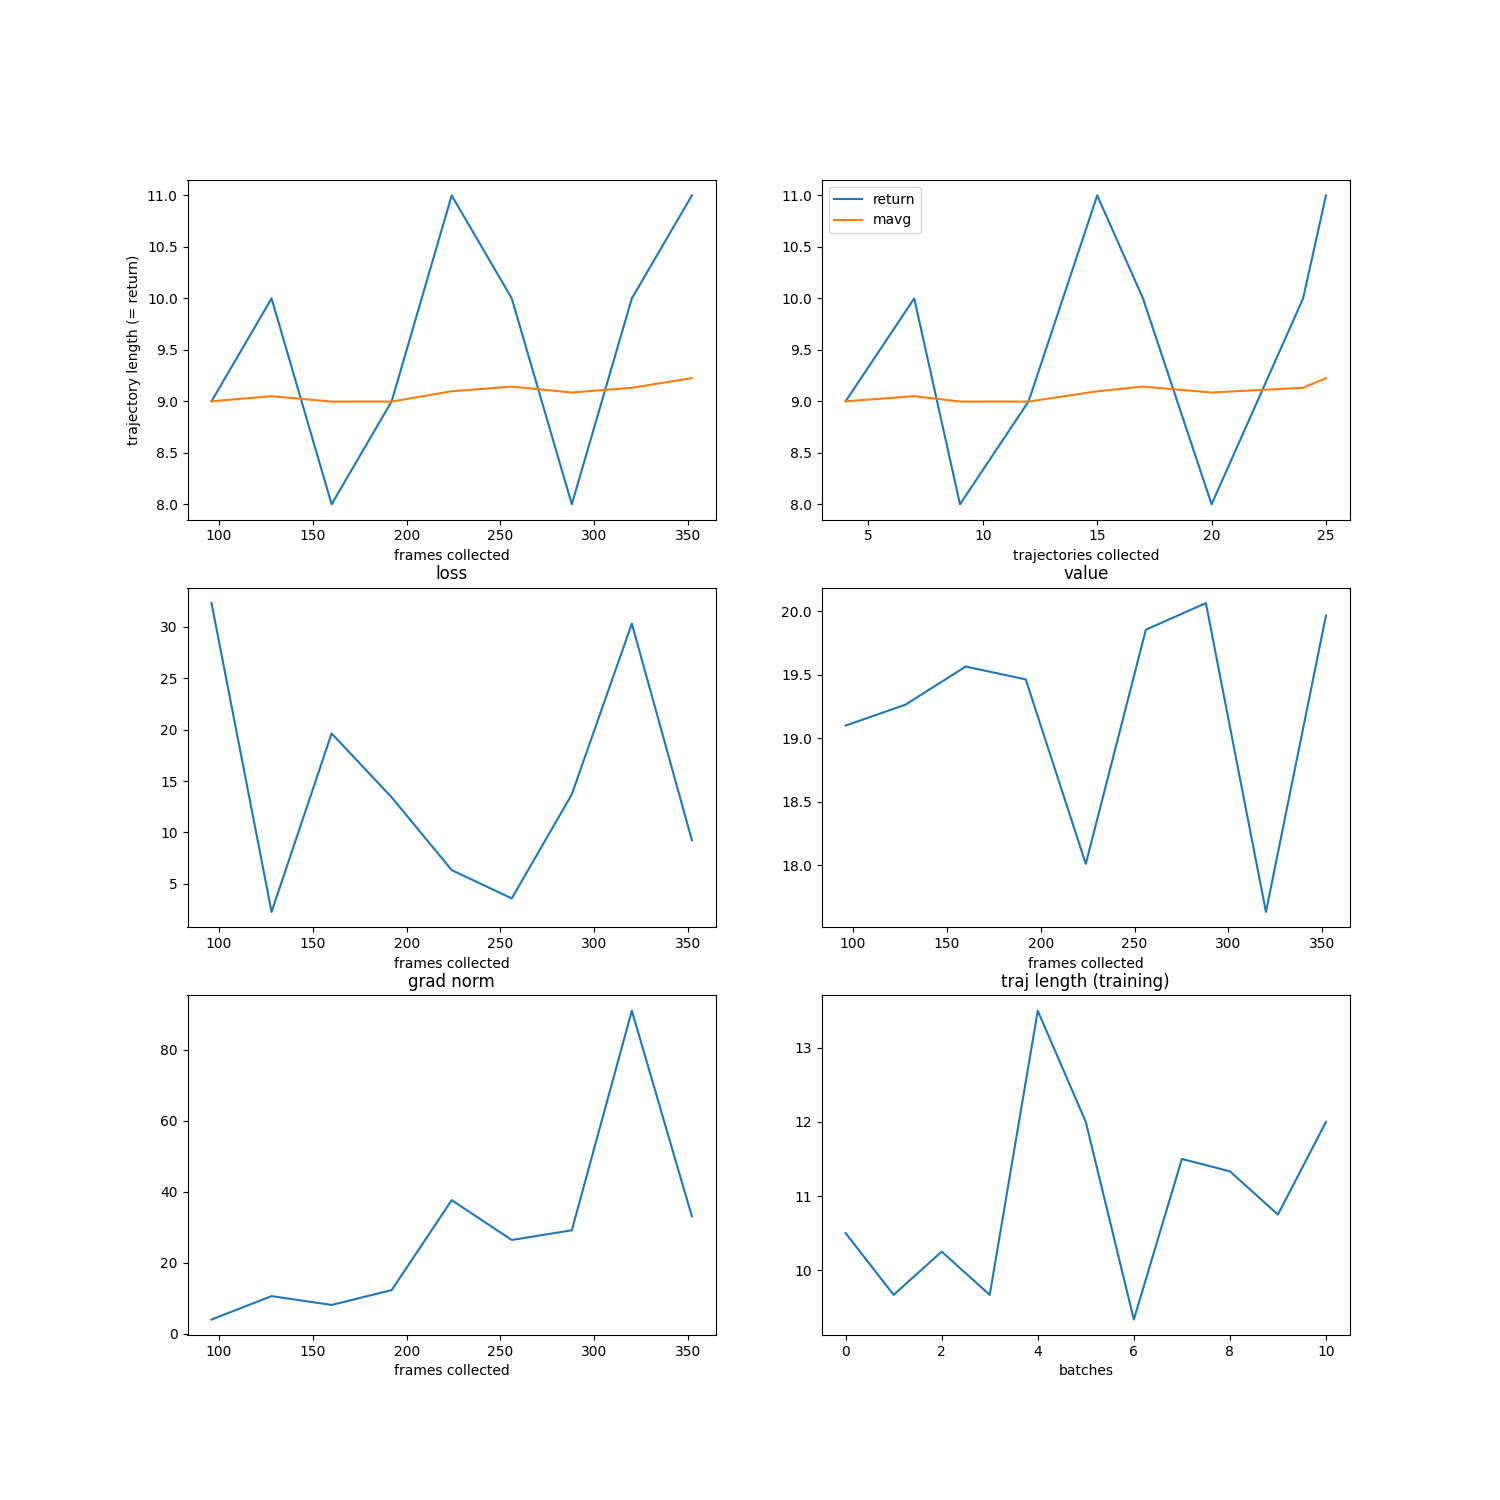 11.0
10.5
10.0
9.5
9.0
8.5
8.0
trajectory length (= return)
100 150 200 250 300 350
frames collected
return
mavg
11.0
10.5
10.0
9.5
9.0
8.5
8.0
5 10 15 20 25
trajectories collected
loss
30
25
20
15
10
5
100 150 200 250 300 350
frames collected
value
20.0
19.5
19.0
18.5
18.0
100 150 200 250 300 350
frames collected
grad norm
80
60
40
20
0
100 150 200 250 300 350
frames collected
traj length (training)
13
12
11
10
0 2 4 6 8 10
batches